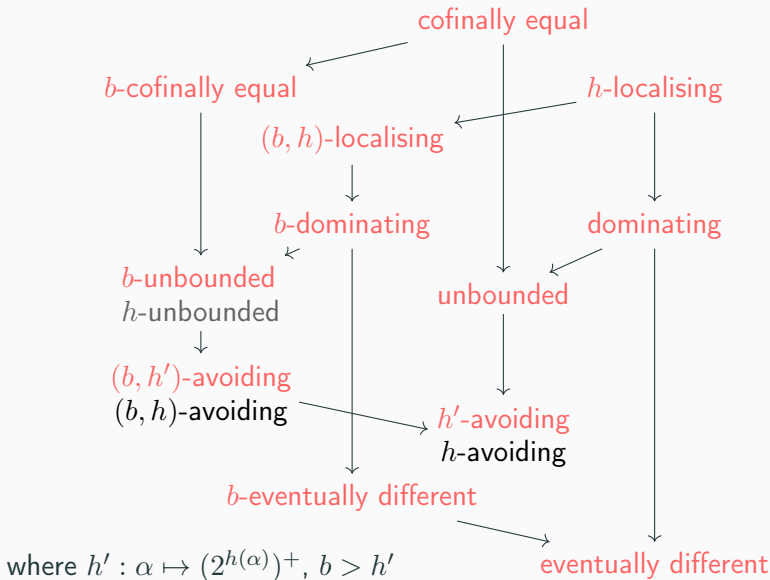 cofinally equal
b-cofinally equal
h-localising
(b, h)-localising
b-dominating
dominating
b-unbounded
h-unbounded
unbounded
(b, h′)-avoiding
(b, h)-avoiding
h′-avoiding
h-avoiding
b-eventually different
where h′ : α ↦ (2^{h(α)})^+, b > h′
eventually different